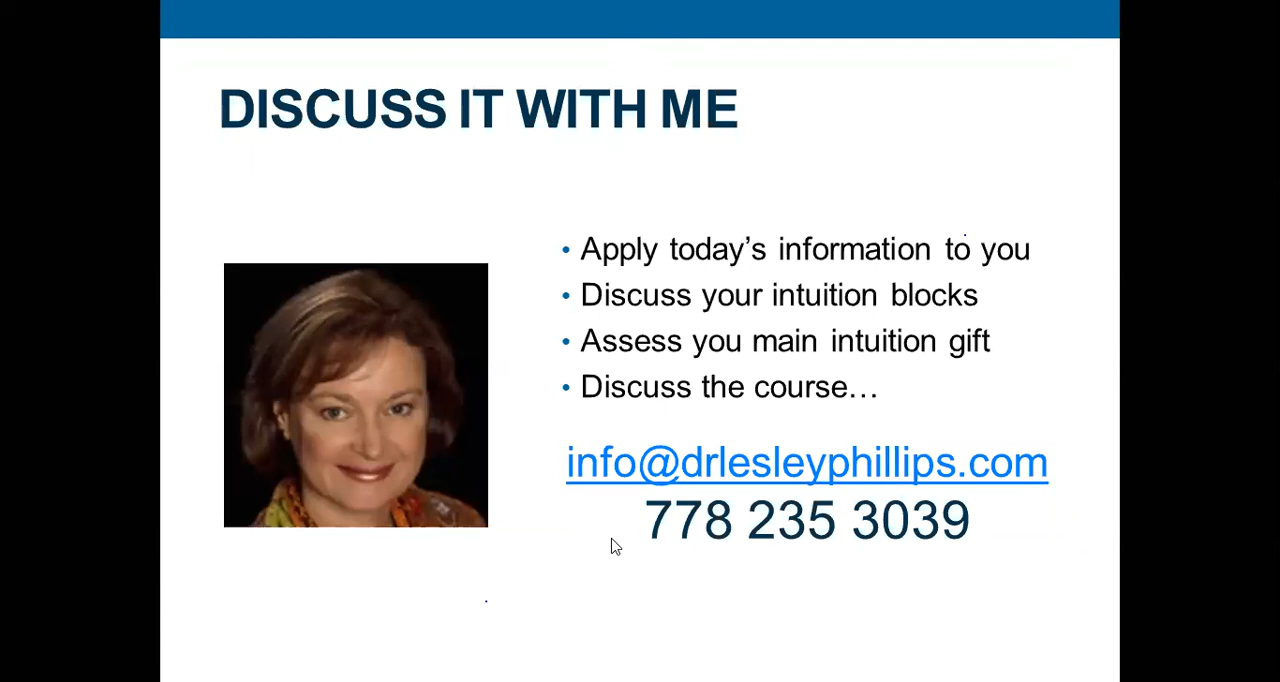 DISCUSS IT WITH ME
• Apply today’s information to you
• Discuss your intuition blocks
• Assess you main intuition gift
• Discuss the course…
info@drlesleyphillips.com
778 235 3039